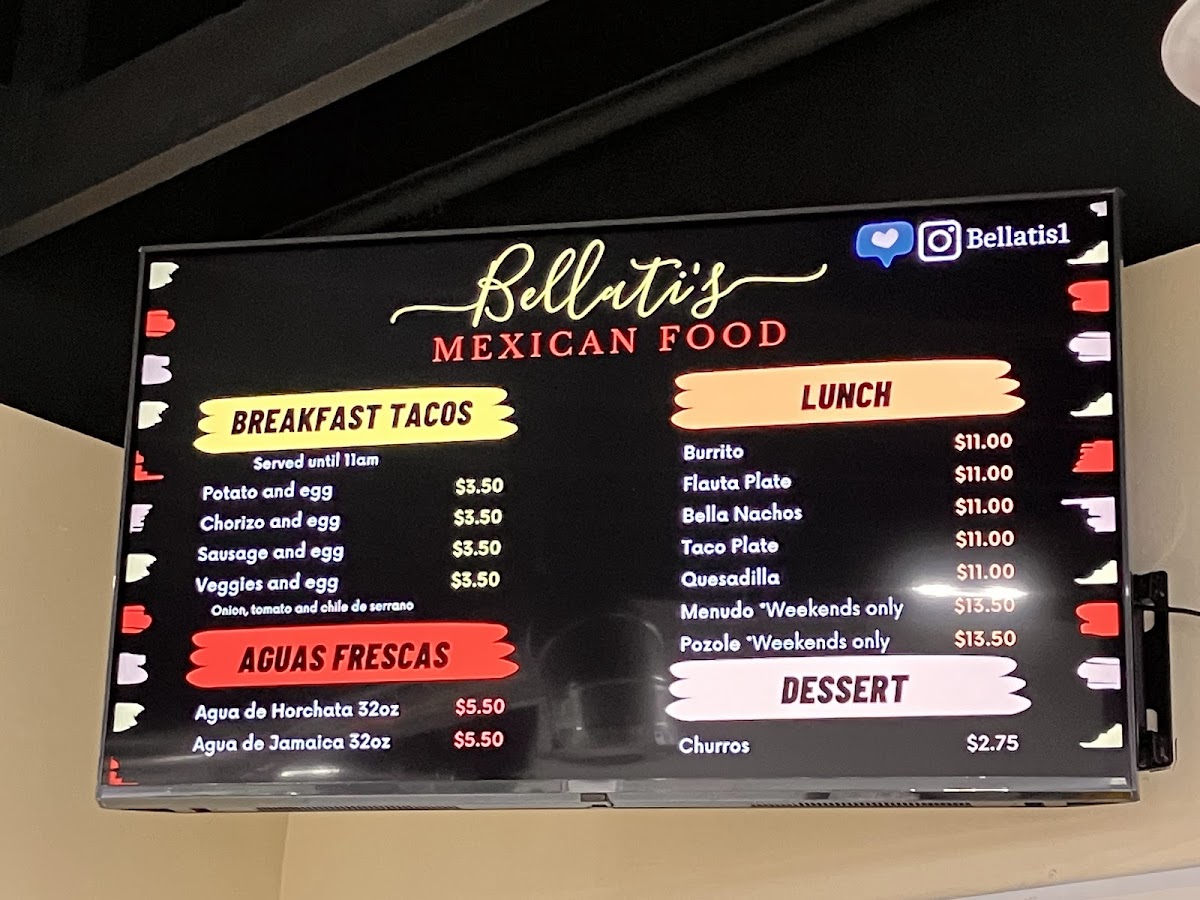 Bellatis1
Bellati's
MEXICAN FOOD
BREAKFAST TACOS
Served until 11am
Potato and egg $3.50
Chorizo and egg $3.50
Sausage and egg $3.50
Veggies and egg $3.50
Onion, tomato and chile de serrano
AGUAS FRESCAS
Agua de Horchata 32oz $5.50
Agua de Jamaica 32oz $5.50
LUNCH
Burrito $11.00
Flauta Plate $11.00
Bella Nachos $11.00
Taco Plate $11.00
Quesadilla $11.00
Menudo *Weekends only $13.50
Pozole *Weekends only $13.50
DESSERT
Churros $2.75